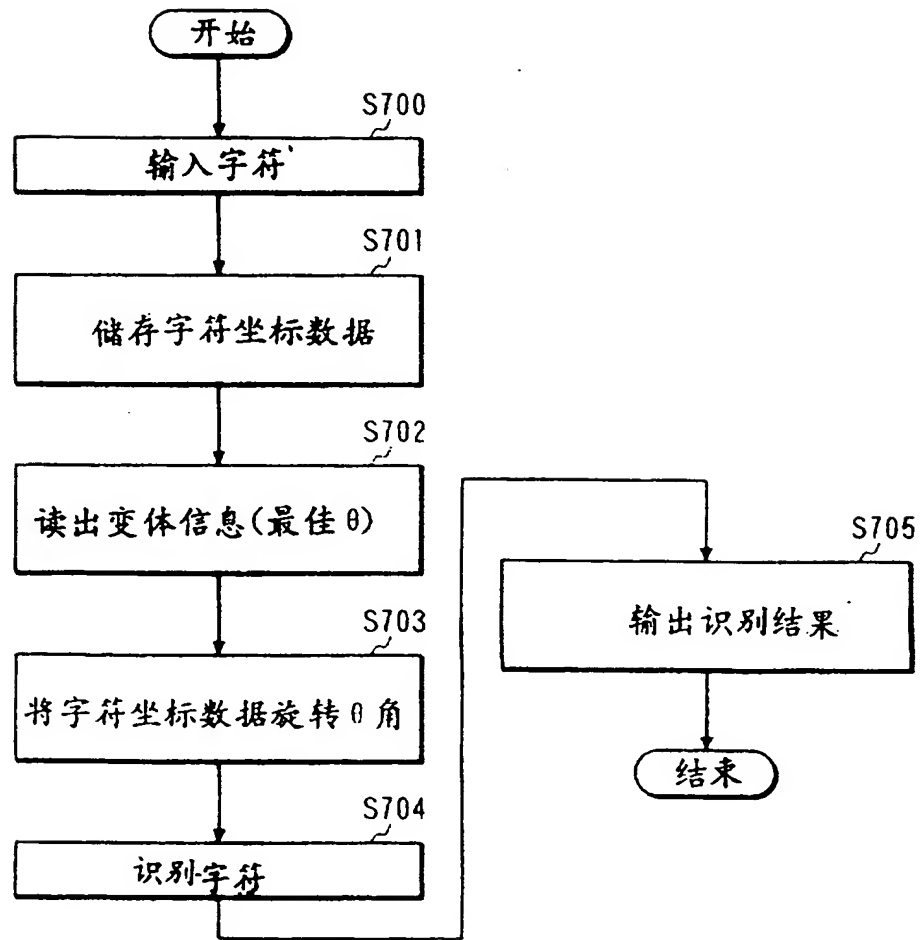 开始
S700
输入字符
S701
储存字符坐标数据
S702
读出变体信息(最佳θ)
S703
将字符坐标数据旋转θ角
S704
识别字符
S705
输出识别结果
结束